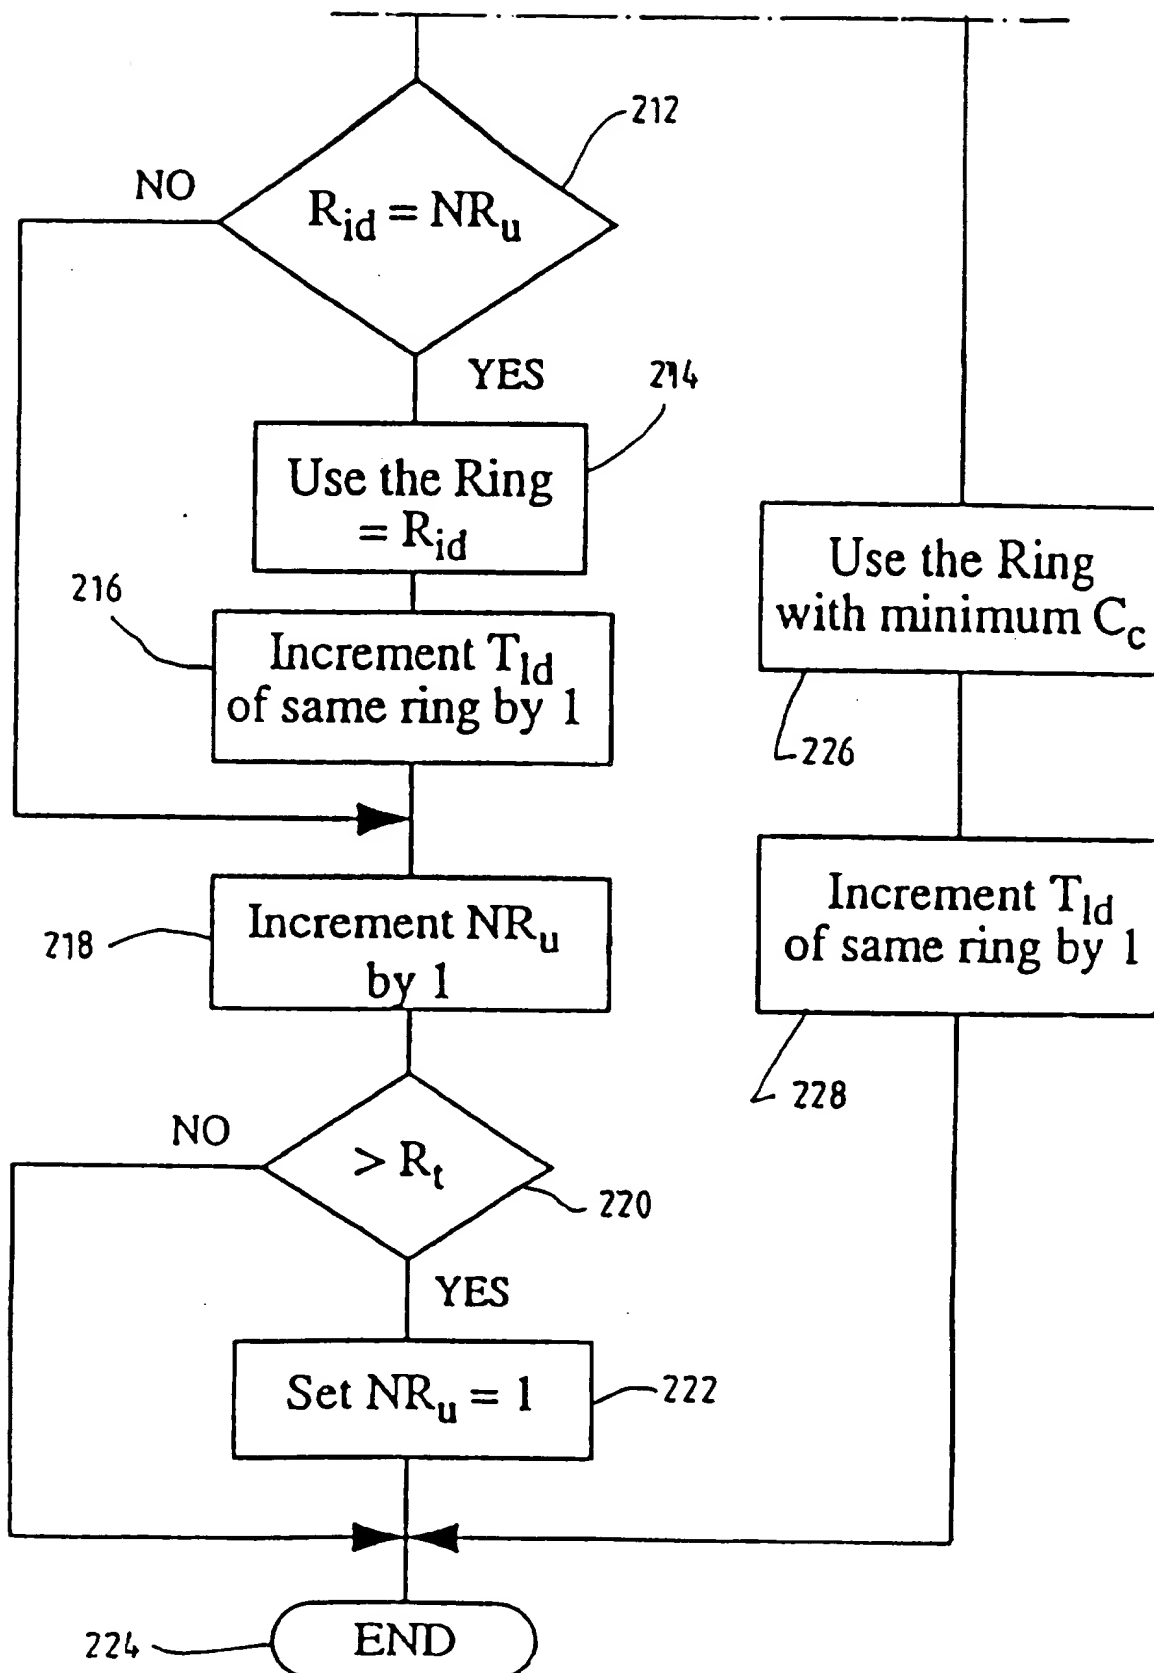 212
NO
R_id = NR_u
YES
214
Use the Ring
= R_id
216
Increment T_ld
of same ring by 1
218
Increment NR_u
by 1
NO
> R_t
220
YES
Set NR_u = 1
222
224
END
Use the Ring
with minimum C_c
226
Increment T_ld
of same ring by 1
228